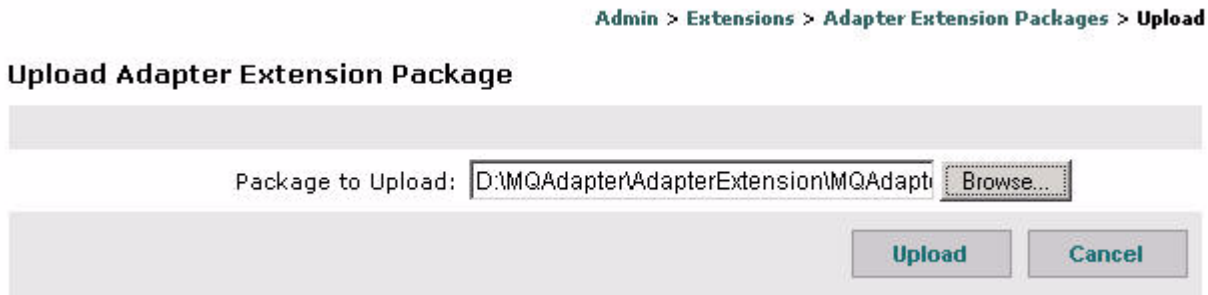 Admin > Extensions > Adapter Extension Packages > Upload
Upload Adapter Extension Package
Package to Upload: D:\MQAdapter\AdapterExtension\MQAdapt Browse...
Upload Cancel